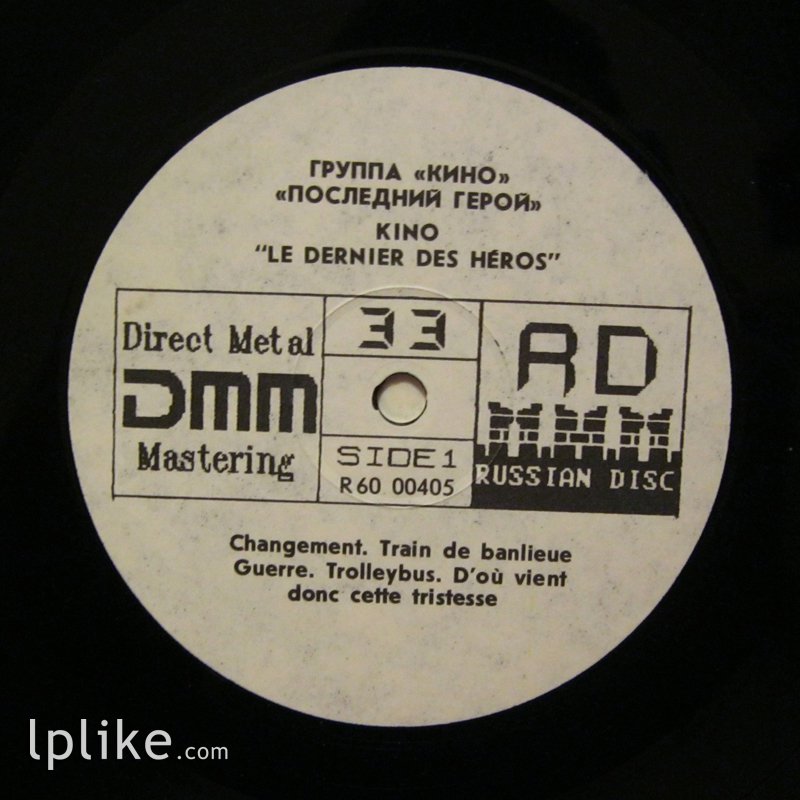 ГРУППА «КИНО»
«ПОСЛЕДНИЙ ГЕРОЙ»
KINO
"LE DERNIER DES HÉROS"
Direct Metal
DMM
Mastering
33
SIDE 1
R 60 00405
RD
RUSSIAN DISC
Changement. Train de banlieue
Guerre. Trolleybus. D'où vient
donc cette tristesse
lplike.com